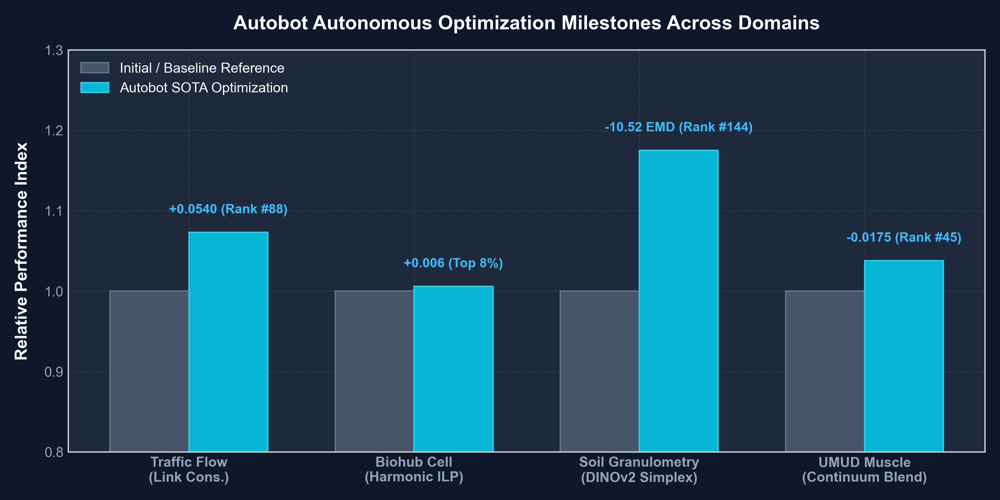 Autobot Autonomous Optimization Milestones Across Domains
Relative Performance Index
1.3
1.2
1.1
1.0
0.9
0.8
Initial / Baseline Reference
Autobot SOTA Optimization
+0.0540 (Rank #88)
+0.006 (Top 8%)
-10.52 EMD (Rank #144)
-0.0175 (Rank #45)
Traffic Flow
(Link Cons.)
Biohub Cell
(Harmonic ILP)
Soil Granulometry
(DINOv2 Simplex)
UMUD Muscle
(Continuum Blend)